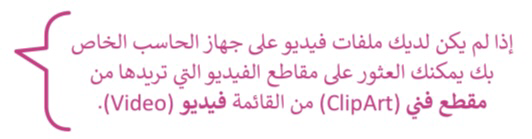 إذا لم يكن لديك ملفات فيديو على جهاز الحاسب الخاص
بك يمكنك العثور على مقاطع الفيديو التي تريدها من
مقطع فني (ClipArt) من القائمة فيديو (Video).